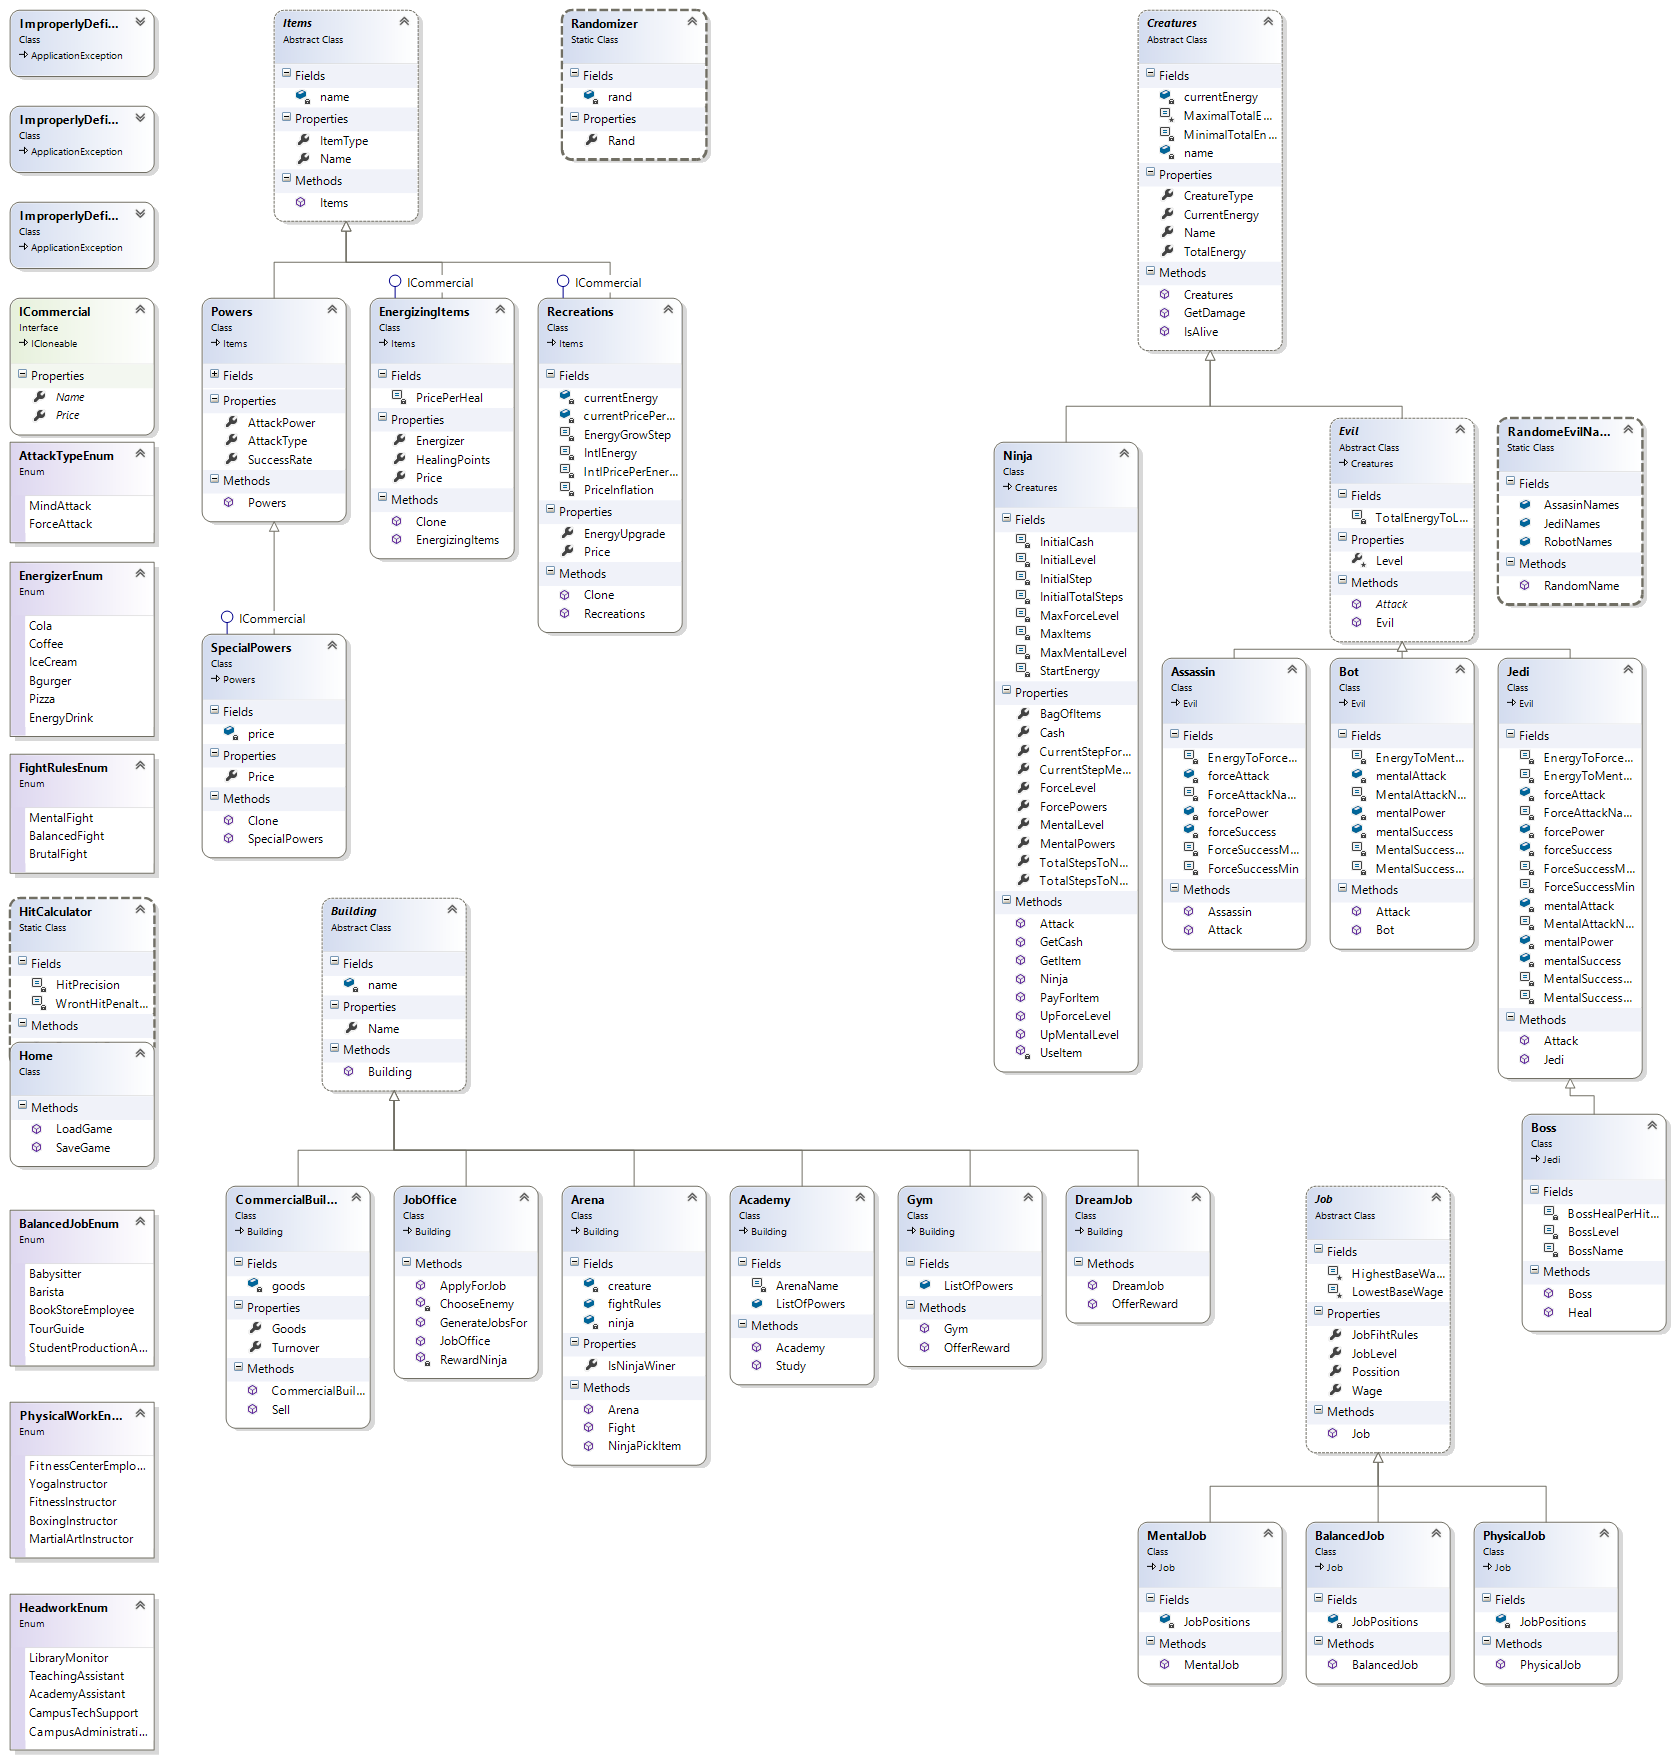 ImproperlyDefi...
Class
ApplicationException
ImproperlyDefi...
Class
ApplicationException
ImproperlyDefi...
Class
ApplicationException
ICommercial
Interface
ICloneable
Properties
Name
Price
AttackTypeEnum
Enum
MindAttack
ForceAttack
EnergizerEnum
Enum
Cola
Coffee
IceCream
Bgurger
Pizza
EnergyDrink
FightRulesEnum
Enum
MentalFight
BalancedFight
BrutalFight
HitCalculator
Static Class
Fields
HitPrecision
WrontHitPenalt...
Methods
Home
Class
Methods
LoadGame
SaveGame
BalancedJobEnum
Enum
Babysitter
Barista
BookStoreEmployee
TourGuide
StudentProductionA...
PhysicalWorkEn...
Enum
FitnessCenterEmplo...
YogaInstructor
FitnessInstructor
BoxingInstructor
MartialArtInstructor
HeadworkEnum
Enum
LibraryMonitor
TeachingAssistant
AcademyAssistant
CampusTechSupport
CampusAdministrati...
Items
Abstract Class
Fields
name
Properties
ItemType
Name
Methods
Items
Randomizer
Static Class
Fields
rand
Properties
Rand
Powers
Class
Items
Fields
Properties
AttackPower
AttackType
SuccessRate
Methods
Powers
ICommercial
EnergizingItems
Class
Items
Fields
PricePerHeal
Properties
Energizer
HealingPoints
Price
Methods
Clone
EnergizingItems
ICommercial
Recreations
Class
Items
Fields
currentEnergy
currentPricePer...
EnergyGrowStep
IntlEnergy
IntlPricePerEner...
PriceInflation
Properties
EnergyUpgrade
Price
Methods
Clone
Recreations
ICommercial
SpecialPowers
Class
Powers
Fields
price
Properties
Price
Methods
Clone
SpecialPowers
Building
Abstract Class
Fields
name
Properties
Name
Methods
Building
CommercialBuil...
Class
Building
Fields
goods
Properties
Goods
Turnover
Methods
CommercialBuil...
Sell
JobOffice
Class
Building
Methods
ApplyForJob
ChooseEnemy
GenerateJobsFor
JobOffice
RewardNinja
Arena
Class
Building
Fields
creature
fightRules
ninja
Properties
IsNinjaWiner
Methods
Arena
Fight
NinjaPickItem
Academy
Class
Building
Fields
ArenaName
ListOfPowers
Methods
Academy
Study
Gym
Class
Building
Fields
ListOfPowers
Methods
Gym
OfferReward
DreamJob
Class
Building
Methods
DreamJob
OfferReward
Creatures
Abstract Class
Fields
currentEnergy
MaximalTotalE...
MinimalTotalEn...
name
Properties
CreatureType
CurrentEnergy
Name
TotalEnergy
Methods
Creatures
GetDamage
IsAlive
Ninja
Class
Creatures
Fields
InitialCash
InitialLevel
InitialStep
InitialTotalSteps
MaxForceLevel
MaxItems
MaxMentalLevel
StartEnergy
Properties
BagOfItems
Cash
CurrentStepFor...
CurrentStepMe...
ForceLevel
ForcePowers
MentalLevel
MentalPowers
TotalStepsToN...
TotalStepsToN...
Methods
Attack
GetCash
GetItem
Ninja
PayForItem
UpForceLevel
UpMentalLevel
UseItem
Evil
Abstract Class
Creatures
Fields
TotalEnergyToL...
Properties
Level
Methods
Attack
Evil
RandomeEvilNa...
Static Class
Fields
AssasinNames
JediNames
RobotNames
Methods
RandomName
Assassin
Class
Evil
Fields
EnergyToForce...
forceAttack
ForceAttackNa...
forcePower
forceSuccess
ForceSuccessM...
ForceSuccessMin
Methods
Assassin
Attack
Bot
Class
Evil
Fields
EnergyToMent...
mentalAttack
MentalAttackN...
mentalPower
mentalSuccess
MentalSuccess...
MentalSuccess...
Methods
Attack
Bot
Jedi
Class
Evil
Fields
EnergyToForce...
EnergyToMent...
forceAttack
ForceAttackNa...
forcePower
forceSuccess
ForceSuccessM...
ForceSuccessMin
mentalAttack
MentalAttackN...
mentalPower
mentalSuccess
MentalSuccess...
MentalSuccess...
Methods
Attack
Jedi
Boss
Class
Jedi
Fields
BossHealPerHit...
BossLevel
BossName
Methods
Boss
Heal
Job
Abstract Class
Fields
HighestBaseWa...
LowestBaseWage
Properties
JobFihtRules
JobLevel
Possition
Wage
Methods
Job
MentalJob
Class
Job
Fields
JobPositions
Methods
MentalJob
BalancedJob
Class
Job
Fields
JobPositions
Methods
BalancedJob
PhysicalJob
Class
Job
Fields
JobPositions
Methods
PhysicalJob